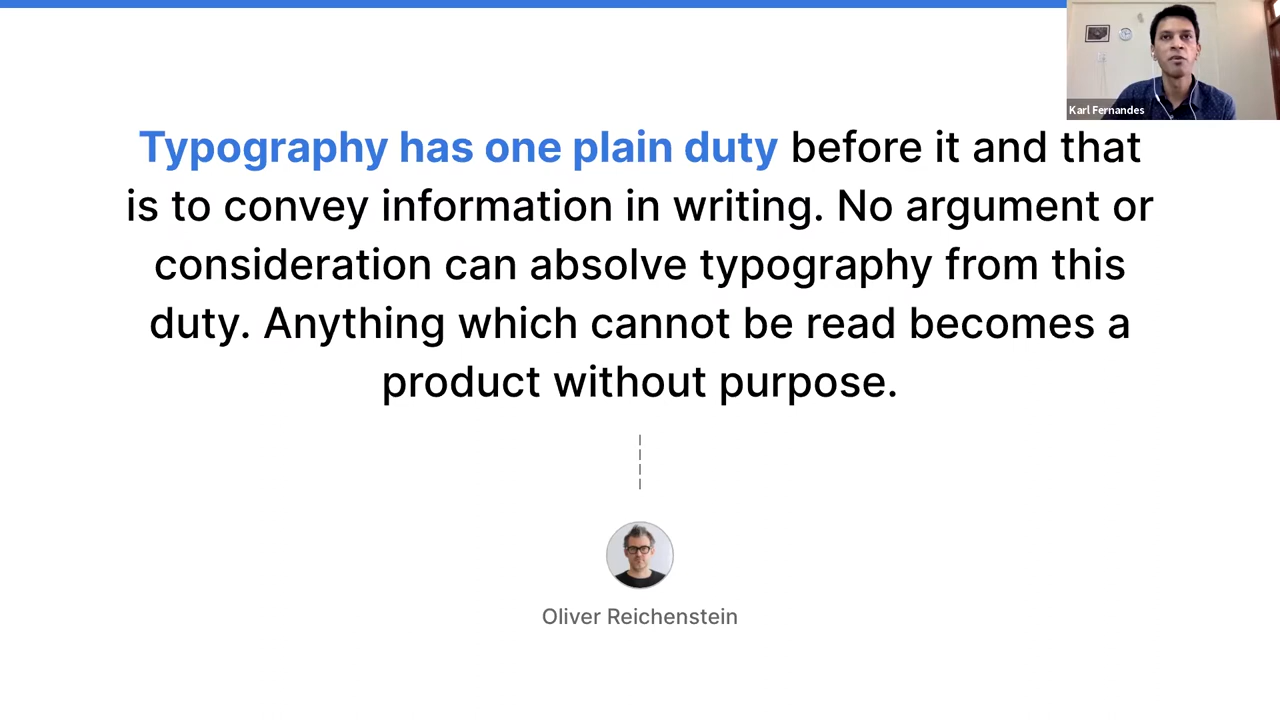 Karl Fernandes
Typography has one plain duty before it and that
is to convey information in writing. No argument or
consideration can absolve typography from this
duty. Anything which cannot be read becomes a
product without purpose.
Oliver Reichenstein